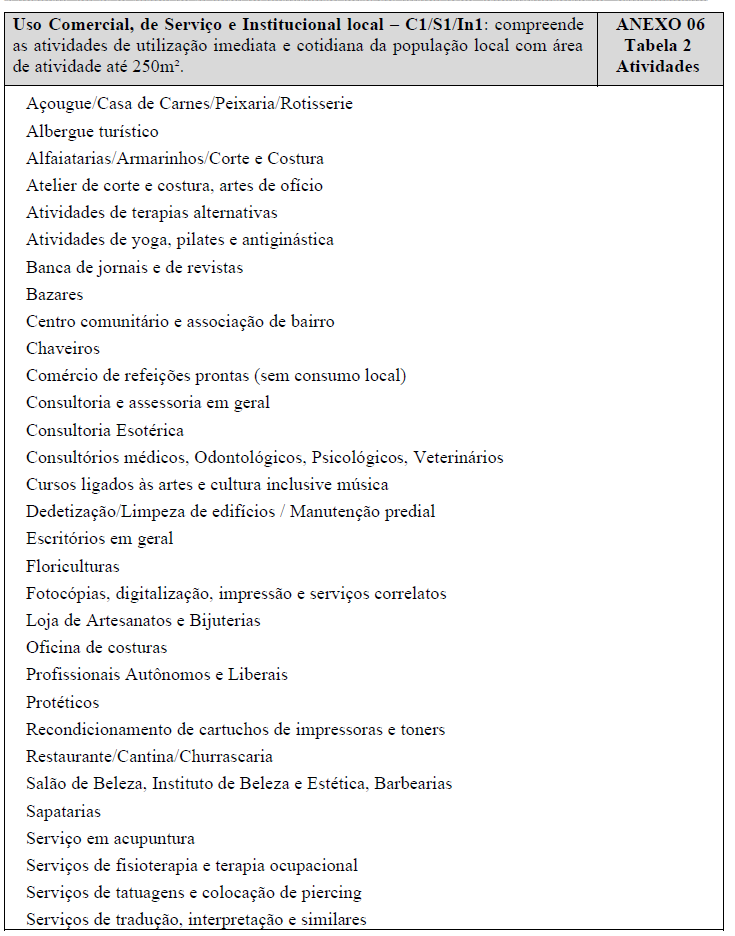 Uso Comercial, de Serviço e Institucional local – C1/S1/In1: compreende
as atividades de utilização imediata e cotidiana da população local com área
de atividade até 250m².
ANEXO 06
Tabela 2
Atividades
Açougue/Casa de Carnes/Peixaria/Rotisserie
Albergue turístico
Alfaiatarias/Armarinhos/Corte e Costura
Atelier de corte e costura, artes de ofício
Atividades de terapias alternativas
Atividades de yoga, pilates e antiginástica
Banca de jornais e de revistas
Bazares
Centro comunitário e associação de bairro
Chaveiros
Comércio de refeições prontas (sem consumo local)
Consultoria e assessoria em geral
Consultoria Esotérica
Consultórios médicos, Odontológicos, Psicológicos, Veterinários
Cursos ligados às artes e cultura inclusive música
Dedetização/Limpeza de edifícios / Manutenção predial
Escritórios em geral
Floriculturas
Fotocópias, digitalização, impressão e serviços correlatos
Loja de Artesanatos e Bijuterias
Oficina de costuras
Profissionais Autônomos e Liberais
Protéticos
Recondicionamento de cartuchos de impressoras e toners
Restaurante/Cantina/Churrascaria
Salão de Beleza, Instituto de Beleza e Estética, Barbearias
Sapatarias
Serviço em acupuntura
Serviços de fisioterapia e terapia ocupacional
Serviços de tatuagens e colocação de piercing
Serviços de tradução, interpretação e similares